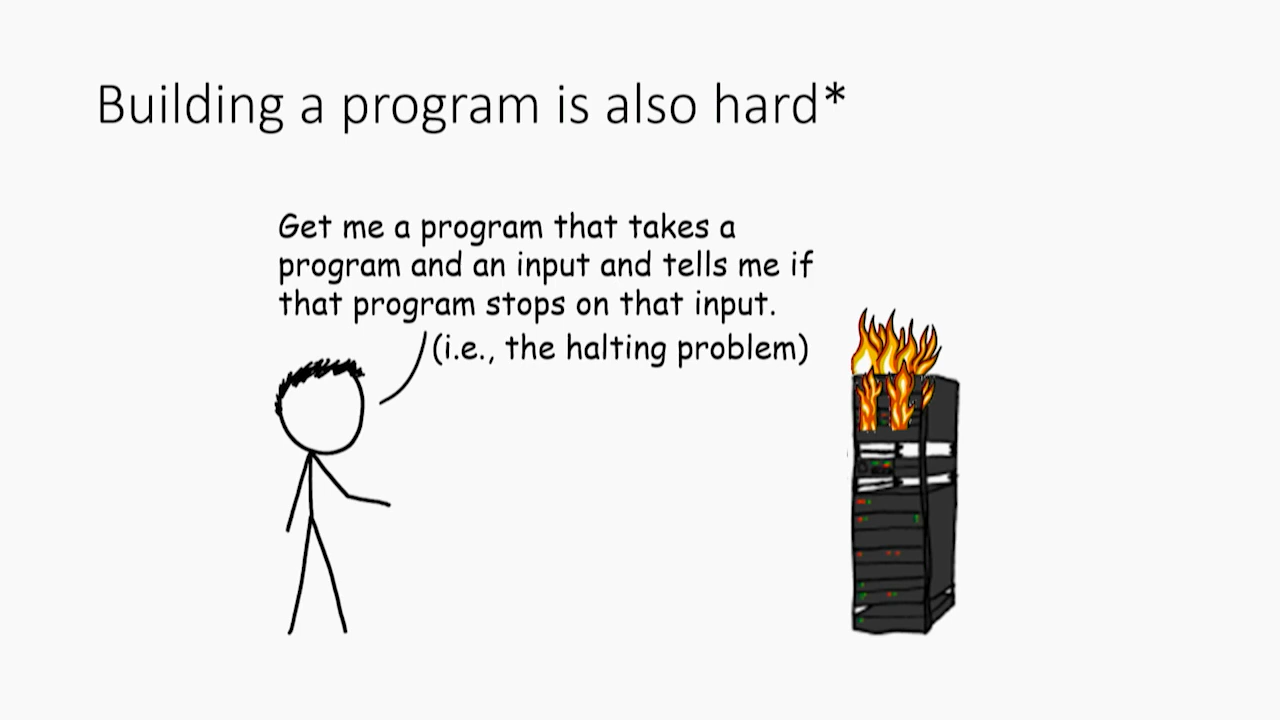 Building a program is also hard*
Get me a program that takes a
program and an input and tells me if
that program stops on that input.
(i.e., the halting problem)